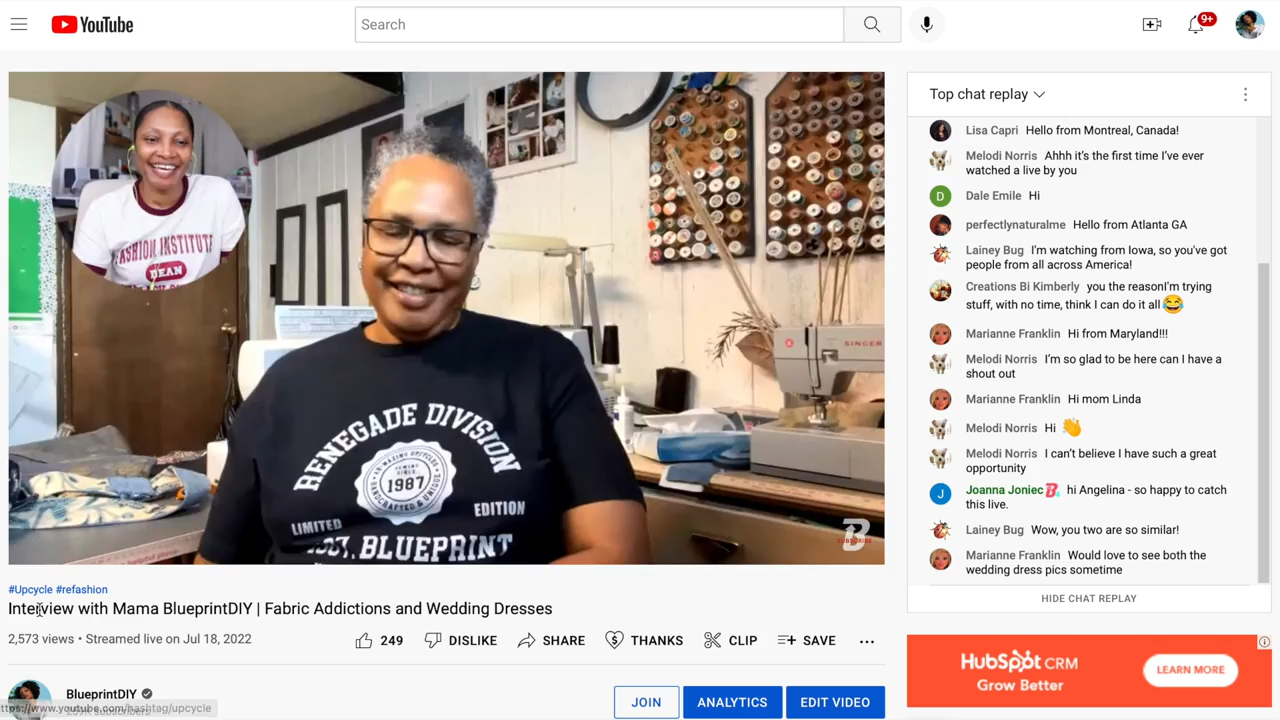 YouTube
Search
9+
FASHION INSTITUTE
DEAN
SINGER
RENEGADE DIVISION
1987
LIMITED
EDITION
BLUEPRINT
SUBSCRIBE
#Upcycle #refashion
Interview with Mama BlueprintDIY | Fabric Addictions and Wedding Dresses
2,573 views • Streamed live on Jul 18, 2022
249 DISLIKE SHARE THANKS CLIP SAVE ...
BlueprintDIY
ttps://www.youtube.com/hashtag/upcycle
JOIN ANALYTICS EDIT VIDEO
Top chat replay
Lisa Capri Hello from Montreal, Canada!
Melodi Norris Ahhh it's the first time I've ever
watched a live by you
D Dale Emile Hi
perfectlynaturalme Hello from Atlanta GA
Lainey Bug I'm watching from Iowa, so you've got
people from all across America!
Creations Bi Kimberly you the reasonI'm trying
stuff, with no time, think I can do it all 😂
Marianne Franklin Hi from Maryland!!!
Melodi Norris I'm so glad to be here can I have a
shout out
Marianne Franklin Hi mom Linda
Melodi Norris Hi 👋
Melodi Norris I can't believe I have such a great
opportunity
J Joanna Joniec B hi Angelina - so happy to catch
this live.
Lainey Bug Wow, you two are so similar!
Marianne Franklin Would love to see both the
wedding dress pics sometime
HIDE CHAT REPLAY
HubSpot CRM
Grow Better
LEARN MORE